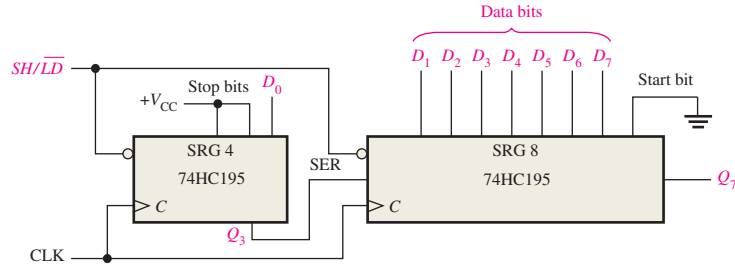 Data bits
D1 D2 D3 D4 D5 D6 D7
SH/L̅D̅
Stop bits
D0
Start bit
+VCC
SRG 4
74HC195
C
SER
SRG 8
74HC195
C
Q7
Q3
CLK